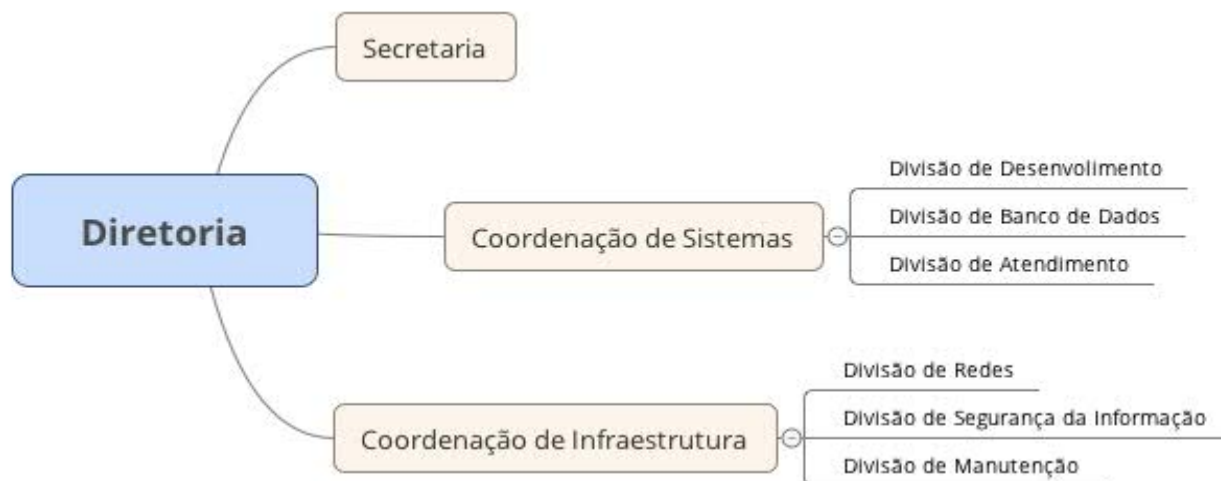 Secretaria
Diretoria
Coordenação de Sistemas
Divisão de Desenvolimento
Divisão de Banco de Dados
Divisão de Atendimento
Coordenação de Infraestrutura
Divisão de Redes
Divisão de Segurança da Informação
Divisão de Manutenção